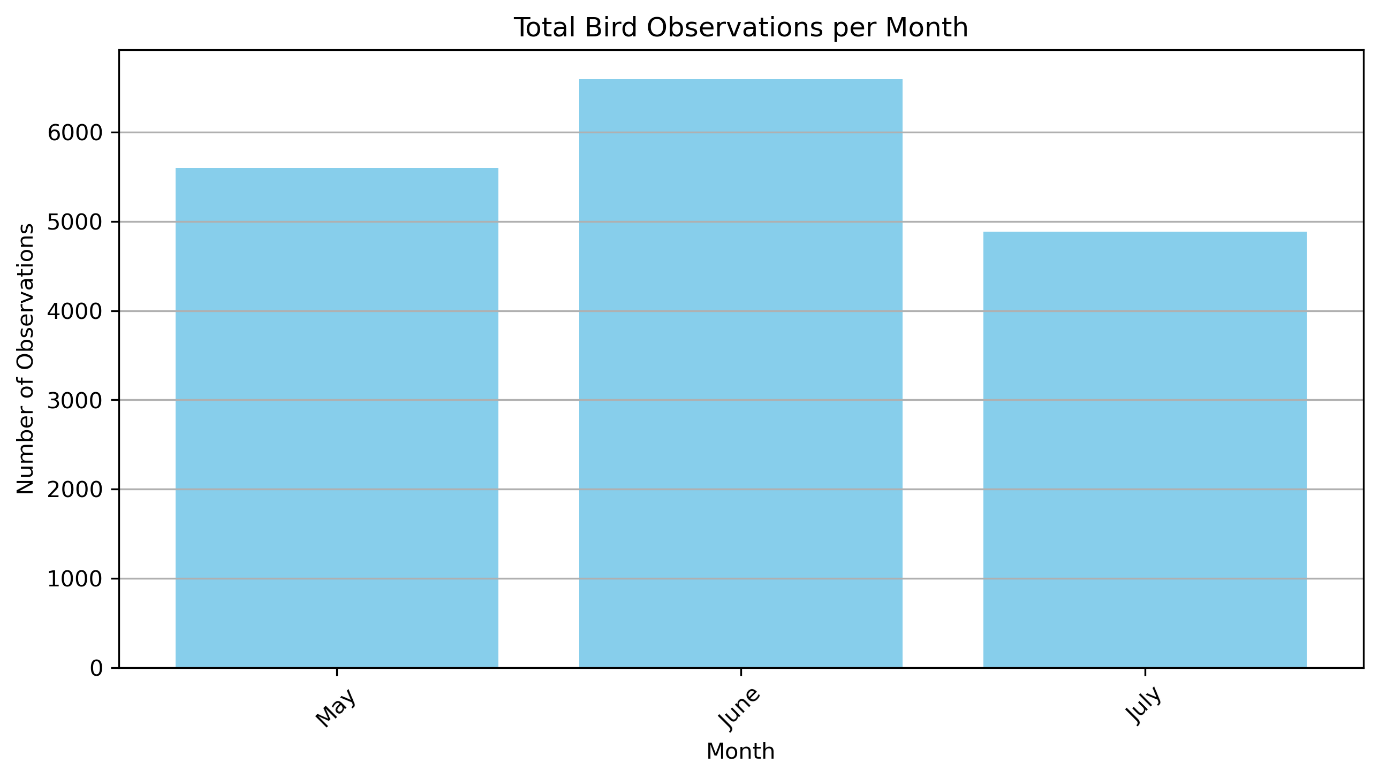 Total Bird Observations per Month
Number of Observations
6000
5000
4000
3000
2000
1000
0
May
June
July
Month